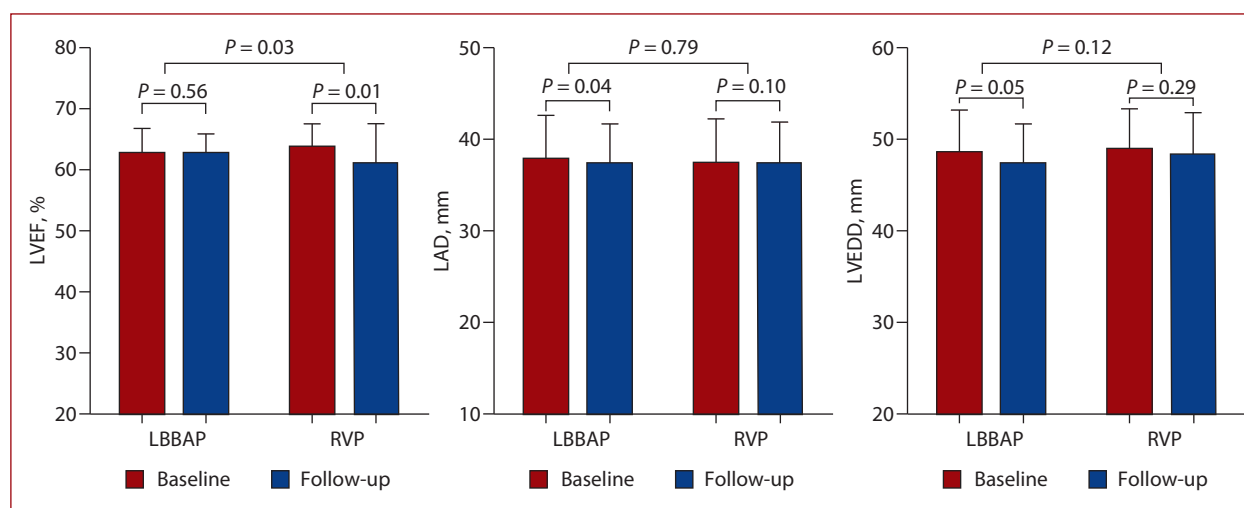 80
70
60
50
40
30
20
LVEF, %
P = 0.03
P = 0.56
P = 0.01
LBBAP
RVP
Baseline
Follow-up
50
40
30
20
10
LAD, mm
P = 0.79
P = 0.04
P = 0.10
LBBAP
RVP
Baseline
Follow-up
60
50
40
30
20
LVEDD, mm
P = 0.12
P = 0.05
P = 0.29
LBBAP
RVP
Baseline
Follow-up